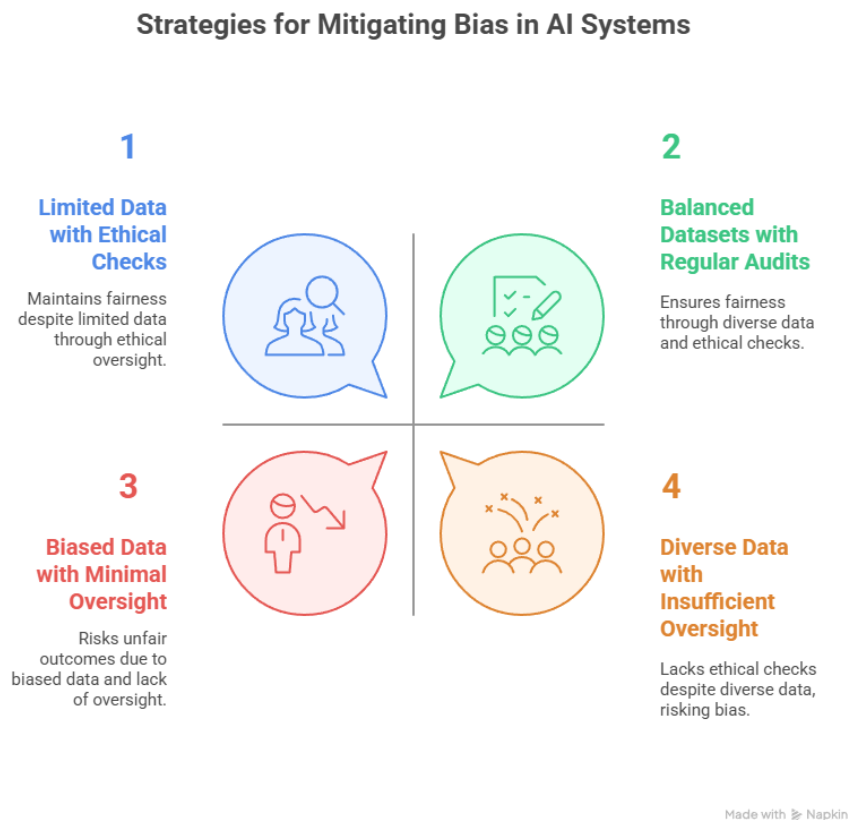 Strategies for Mitigating Bias in AI Systems
1
Limited Data
with Ethical
Checks
Maintains fairness
despite limited data
through ethical
oversight.
2
Balanced
Datasets with
Regular Audits
Ensures fairness
through diverse data
and ethical checks.
3
Biased Data
with Minimal
Oversight
Risks unfair
outcomes due to
biased data and lack
of oversight.
4
Diverse Data
with
Insufficient
Oversight
Lacks ethical checks
despite diverse data,
risking bias.
Made with Napkin